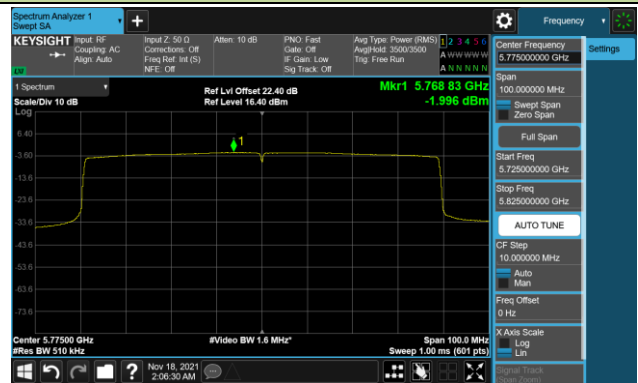 Spectrum Analyzer 1
Swept SA
Frequency
KEYSIGHT
Input: RF
Coupling: AC
Align: Auto
Input Z: 50 Ω
Corrections: Off
Freq Ref: Int (S)
NFE: Off
Atten: 10 dB
PNO: Fast
Gate: Off
IF Gain: Low
Sig Track: Off
Avg Type: Power (RMS)
Avg|Hold: 3500/3500
Trig: Free Run
1 2 3 4 5 6
A W W W W W
A N N N N N
1 Spectrum
Scale/Div 10 dB
Log
Ref Lvl Offset 22.40 dB
Ref Level 16.40 dBm
Mkr1 5.768 83 GHz
-1.996 dBm
6.40
-3.60
-13.6
-23.6
-33.6
-43.6
-53.6
-63.6
-73.6
1
Center 5.77500 GHz
#Res BW 510 kHz
#Video BW 1.6 MHz*
Span 100.0 MHz
Sweep 1.00 ms (601 pts)
Nov 18, 2021
2:06:30 AM
Center Frequency
5.775000000 GHz
Settings
Span
100.000000 MHz
Swept Span
Zero Span
Full Span
Start Freq
5.725000000 GHz
Stop Freq
5.825000000 GHz
AUTO TUNE
CF Step
10.000000 MHz
Auto
Man
Freq Offset
0 Hz
X Axis Scale
Log
Lin
Signal Track
(Span Zoom)